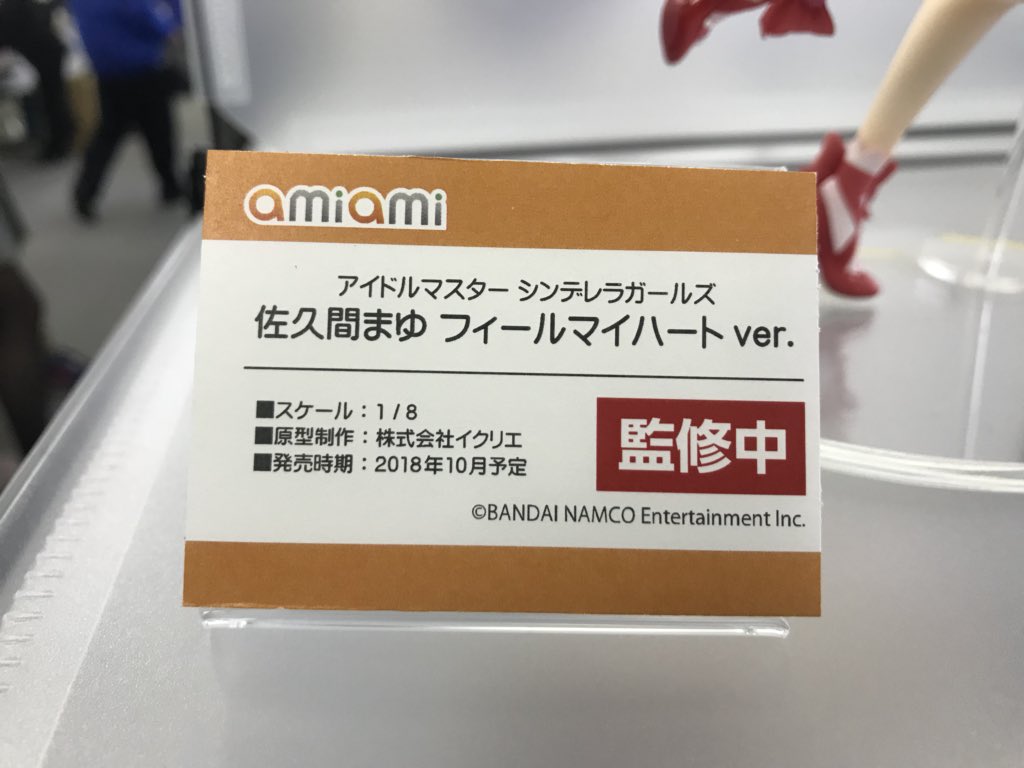 amiami
アイドルマスター シンデレラガールズ
佐久間まゆ フィールマイハート ver.
■スケール：1/8
■原型制作：株式会社イクリエ
■発売時期：2018年10月予定
監修中
©BANDAI NAMCO Entertainment Inc.